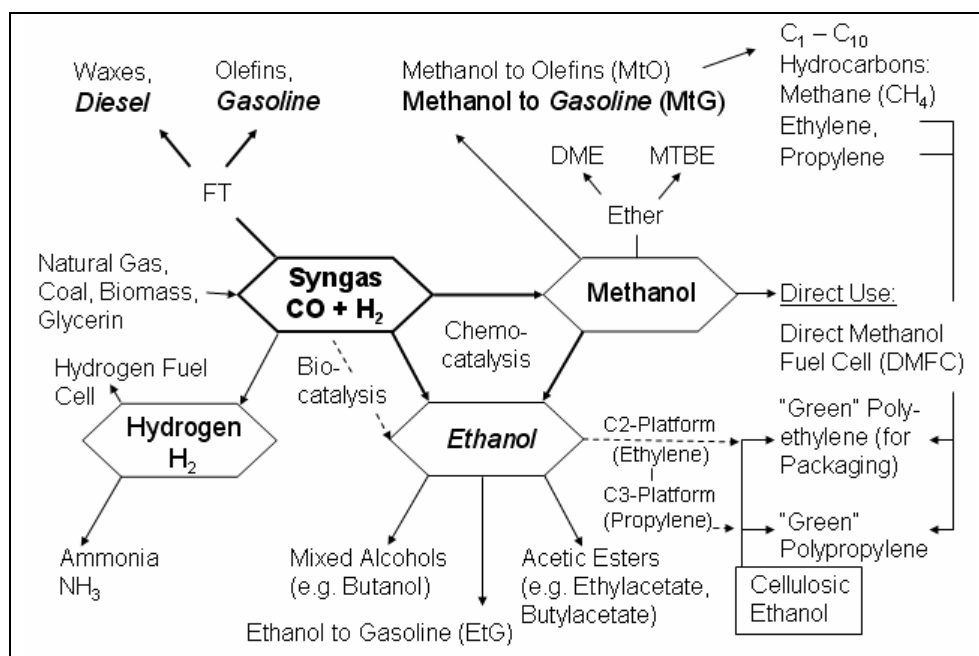 Waxes,
Diesel
Olefins,
Gasoline
Methanol to Olefins (MtO)
Methanol to Gasoline (MtG)
C₁ – C₁₀
Hydrocarbons:
Methane (CH₄)
Ethylene,
Propylene
DME
MTBE
FT
Ether
Natural Gas,
Coal, Biomass,
Glycerin
Syngas
CO + H₂
Methanol
Direct Use:
Direct Methanol
Fuel Cell (DMFC)
Chemo-
catalysis
Bio-
catalysis
Hydrogen Fuel
Cell
Hydrogen
H₂
Ethanol
C2-Platform
(Ethylene)
C3-Platform
(Propylene)
"Green" Poly-
ethylene (for
Packaging)
"Green"
Polypropylene
Ammonia
NH₃
Mixed Alcohols
(e.g. Butanol)
Acetic Esters
(e.g. Ethylacetate,
Butylacetate)
Cellulosic
Ethanol
Ethanol to Gasoline (EtG)